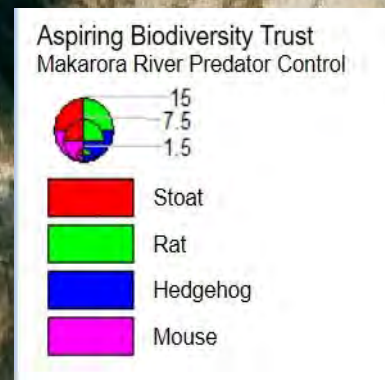 Aspiring Biodiversity Trust
Makarora River Predator Control
15
7.5
1.5
Stoat
Rat
Hedgehog
Mouse